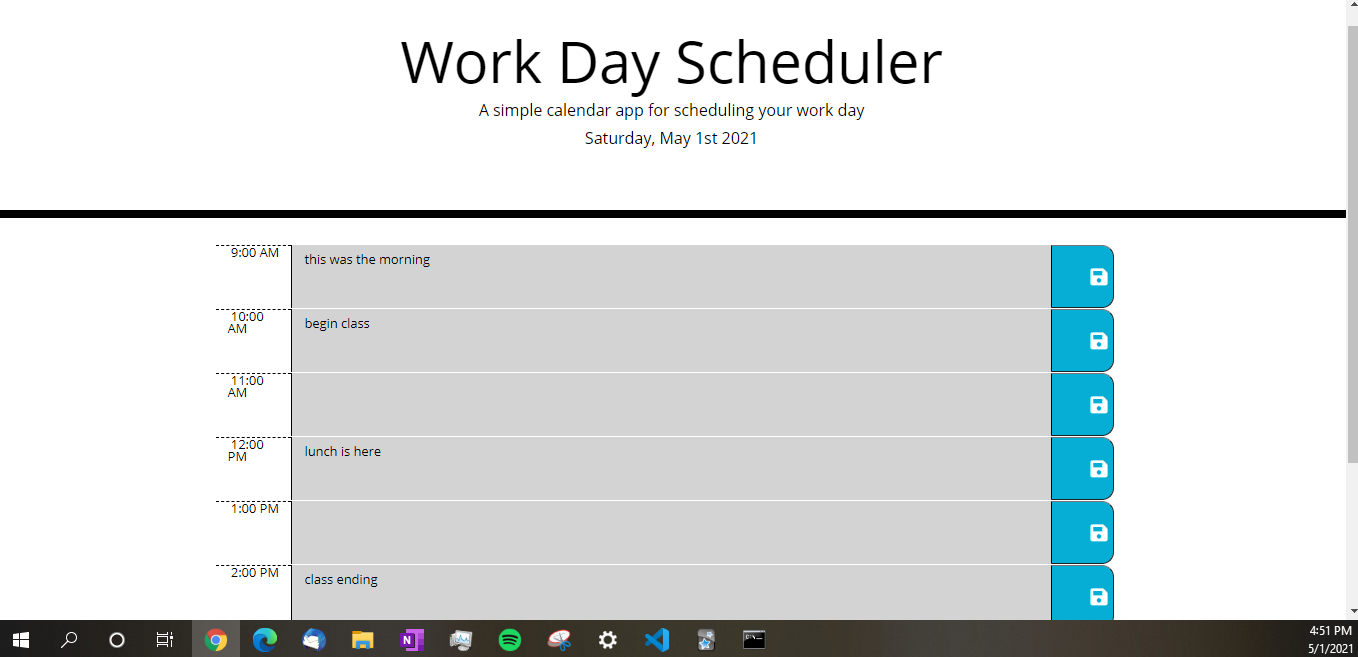 Work Day Scheduler
A simple calendar app for scheduling your work day
Saturday, May 1st 2021
9:00 AM
this was the morning
10:00
AM
begin class
11:00
AM
12:00
PM
lunch is here
1:00 PM
2:00 PM
class ending
N
4:51 PM
5/1/2021